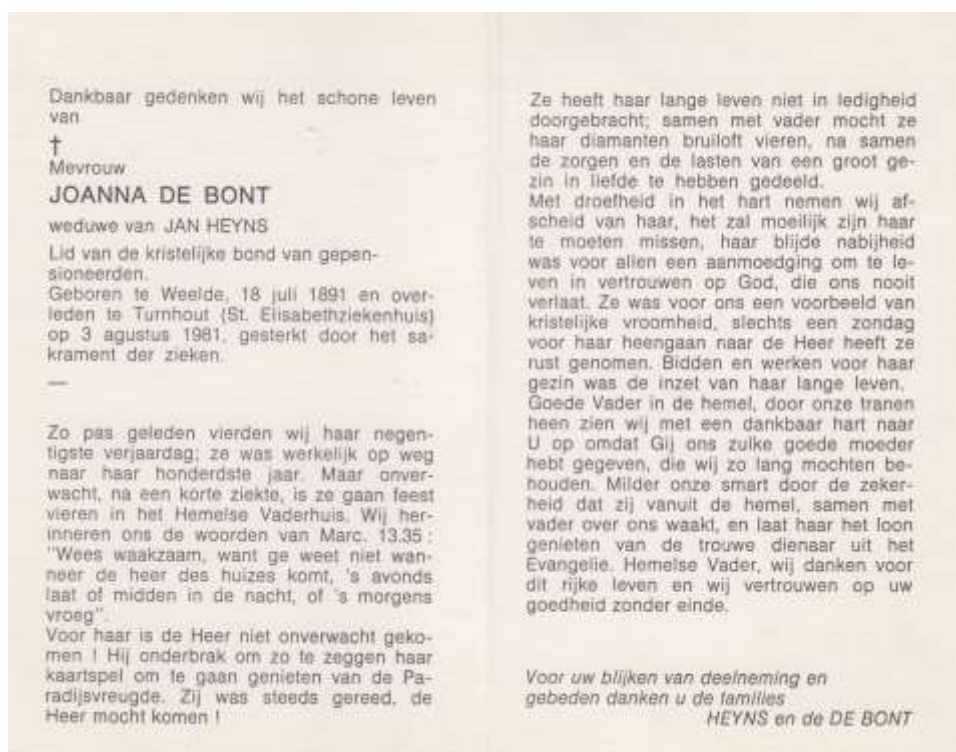 Dankbaar gedenken wij het schone leven
van
†
Mevrouw
JOANNA DE BONT
weduwe van JAN HEYNS
Lid van de kristelijke bond van gepen-
sioneerden.
Geboren te Weelde, 18 juli 1891 en over-
leden te Turnhout (St. Elisabethziekenhuis)
op 3 agustus 1981, gesterkt door het sa-
krament der zieken.
—
Zo pas geleden vierden wij haar negen-
tigste verjaardag; ze was werkelijk op weg
naar haar honderdste jaar. Maar onver-
wacht, na een korte ziekte, is ze gaan feest
vieren in het Hemelse Vaderhuis. Wij her-
inneren ons de woorden van Marc. 13.35 :
"Wees waakzaam, want ge weet niet wan-
neer de heer des huizes komt, 's avonds
laat of midden in de nacht, of 's morgens
vroeg".
Voor haar is de Heer niet onverwacht geko-
men ! Hij onderbrak om zo te zeggen haar
kaartspel om te gaan genieten van de Pa-
radijsvreugde. Zij was steeds gereed, de
Heer mocht komen !
Ze heeft haar lange leven niet in ledigheid
doorgebracht; samen met vader mocht ze
haar diamanten bruiloft vieren, na samen
de zorgen en de lasten van een groot ge-
zin in liefde te hebben gedeeld.
Met droefheid in het hart nemen wij af-
scheid van haar, het zal moeilijk zijn haar
te moeten missen, haar blijde nabijheid
was voor allen een aanmoedging om te le-
ven in vertrouwen op God, die ons nooit
verlaat. Ze was voor ons een voorbeeld van
kristelijke vroomheid, slechts een zondag
voor haar heengaan naar de Heer heeft ze
rust genomen. Bidden en werken voor haar
gezin was de inzet van haar lange leven.
Goede Vader in de hemel, door onze tranen
heen zien wij met een dankbaar hart naar
U op omdat Gij ons zulke goede moeder
hebt gegeven, die wij zo lang mochten be-
houden. Milder onze smart door de zeker-
heid dat zij vanuit de hemel, samen met
vader over ons waakt, en laat haar het loon
genieten van de trouwe dienaar uit het
Evangelie. Hemelse Vader, wij danken voor
dit rijke leven en wij vertrouwen op uw
goedheid zonder einde.
Voor uw blijken van deelneming en
gebeden danken u de families
HEYNS en de DE BONT